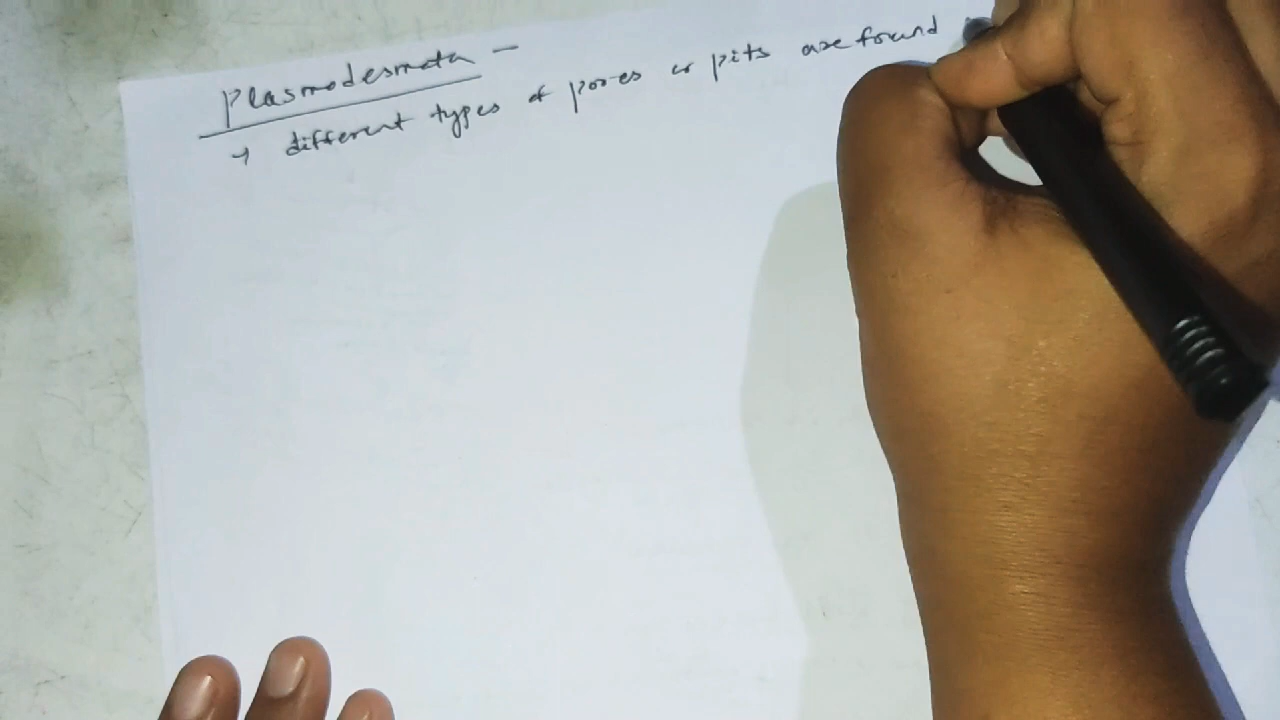 Plasmodesmata -
→ different types of pores or pits are found